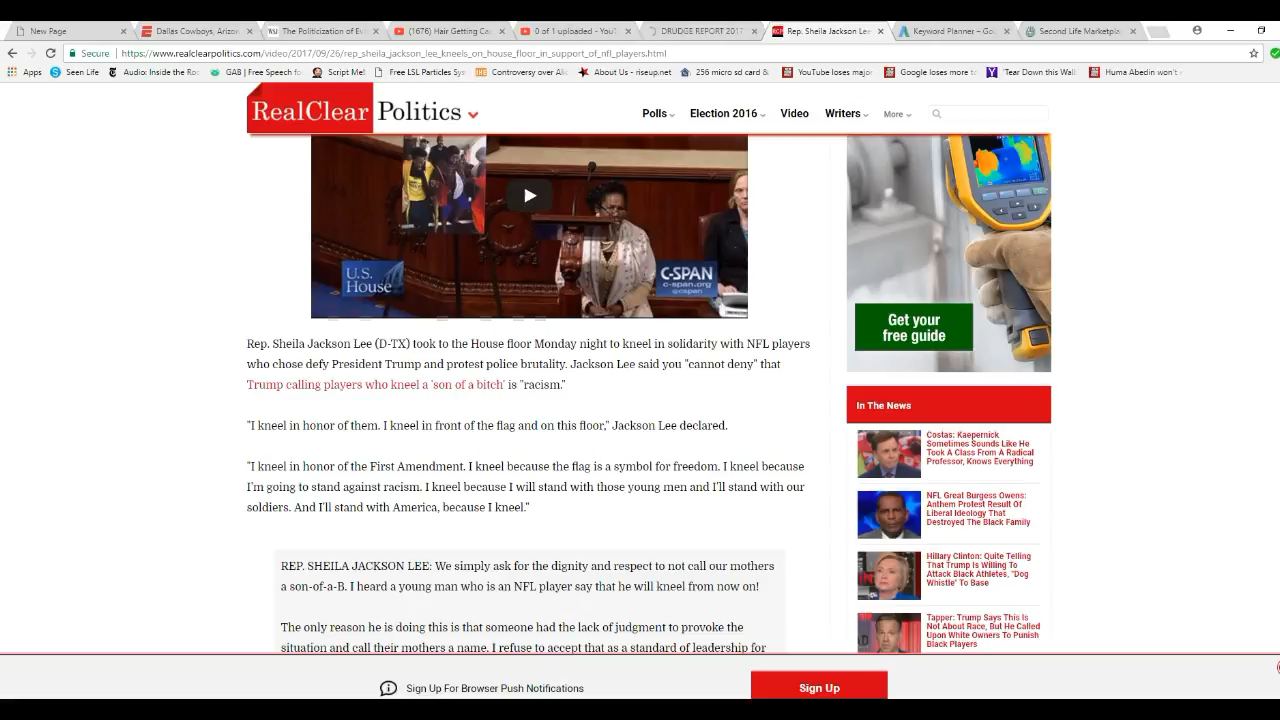 New Page
Dallas Cowboys, Arizon
The Politicization of Ev
(1676) Hair Getting Ca
0 of 1 uploaded - YouT
DRUDGE REPORT 2017
Rep. Sheila Jackson Lee
Keyword Planner – Goo
Second Life Marketpla
Secure
https://www.realclearpolitics.com/video/2017/09/26/rep_sheila_jackson_lee_kneels_on_house_floor_in_support_of_nfl_players.html
Apps
Seen Life
Audio: Inside the Roo
GAB | Free Speech fo
Script Me!
Free LSL Particles Sys
Controversy over Ali
About Us - riseup.net
256 micro sd card &
YouTube loses major
Google loses more to
'Tear Down this Wall
Huma Abedin won't
RealClear Politics
Polls
Election 2016
Video
Writers
More
U.S.
House
C-SPAN
c-span.org
@cspan
Rep. Sheila Jackson Lee (D-TX) took to the House floor Monday night to kneel in solidarity with NFL players
who chose defy President Trump and protest police brutality. Jackson Lee said you "cannot deny" that
Trump calling players who kneel a 'son of a bitch' is "racism."
"I kneel in honor of them. I kneel in front of the flag and on this floor," Jackson Lee declared.
"I kneel in honor of the First Amendment. I kneel because the flag is a symbol for freedom. I kneel because
I'm going to stand against racism. I kneel because I will stand with those young men and I'll stand with our
soldiers. And I'll stand with America, because I kneel."
REP. SHEILA JACKSON LEE: We simply ask for the dignity and respect to not call our mothers
a son-of-a-B. I heard a young man who is an NFL player say that he will kneel from now on!
The only reason he is doing this is that someone had the lack of judgment to provoke the
situation and call their mothers a name. I refuse to accept that as a standard of leadership for
Get your
free guide
In The News
Costas: Kaepernick
Sometimes Sounds Like He
Took A Class From A Radical
Professor, Knows Everything
NFL Great Burgess Owens:
Anthem Protest Result Of
Liberal Ideology That
Destroyed The Black Family
Hillary Clinton: Quite Telling
That Trump Is Willing To
Attack Black Athletes, "Dog
Whistle" To Base
Tapper: Trump Says This Is
Not About Race, But He Called
Upon White Owners To Punish
Black Players
Sign Up For Browser Push Notifications
Sign Up